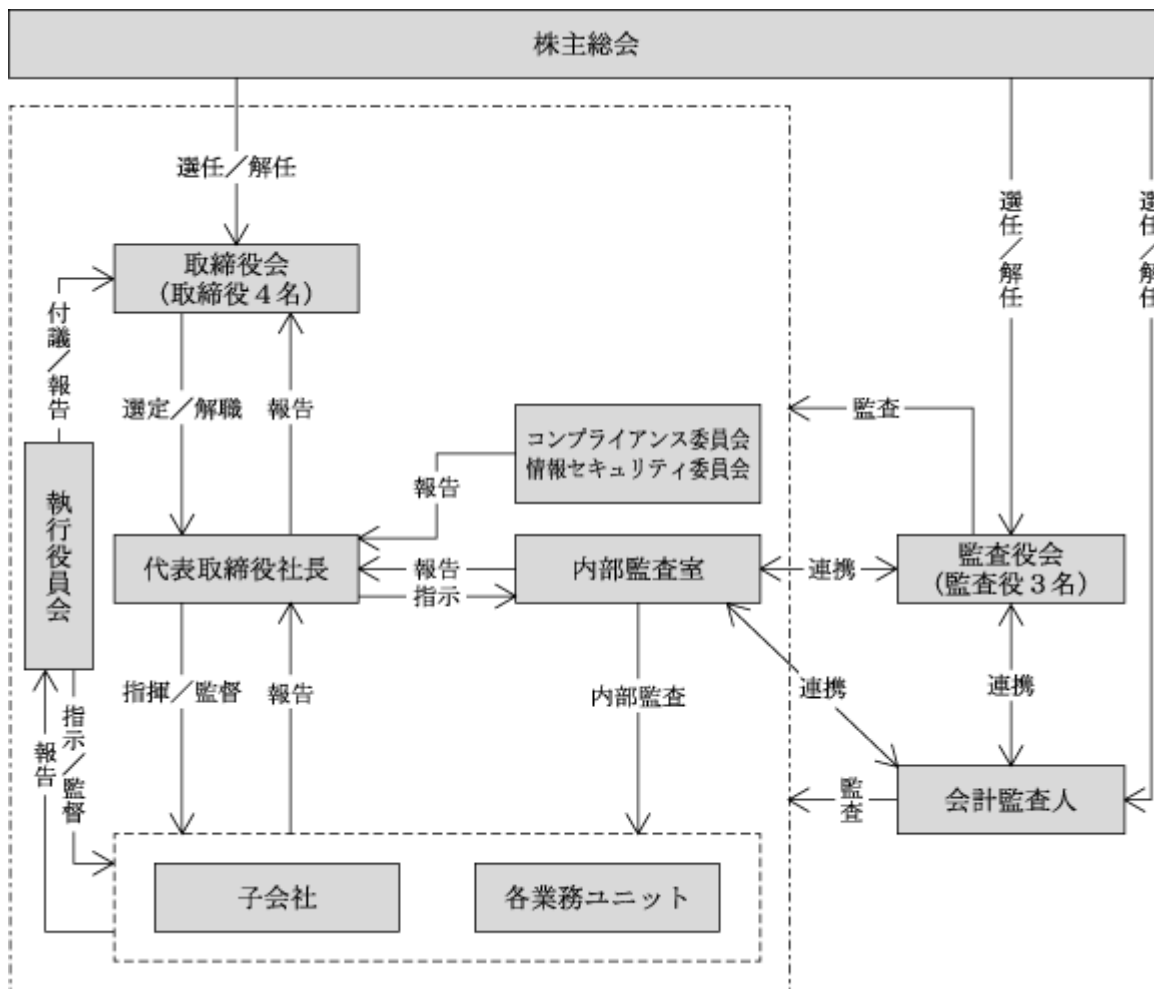 株主総会
選任／解任
選任／解任
選任／解任
取締役会
（取締役４名）
付議／報告
選定／解職
報告
監査
コンプライアンス委員会
情報セキュリティ委員会
報告
執行役員会
代表取締役社長
報告
指示
内部監査室
連携
監査役会
（監査役３名）
指揮／監督
報告
内部監査
連携
連携
報告
指示／監督
監査
会計監査人
子会社
各業務ユニット